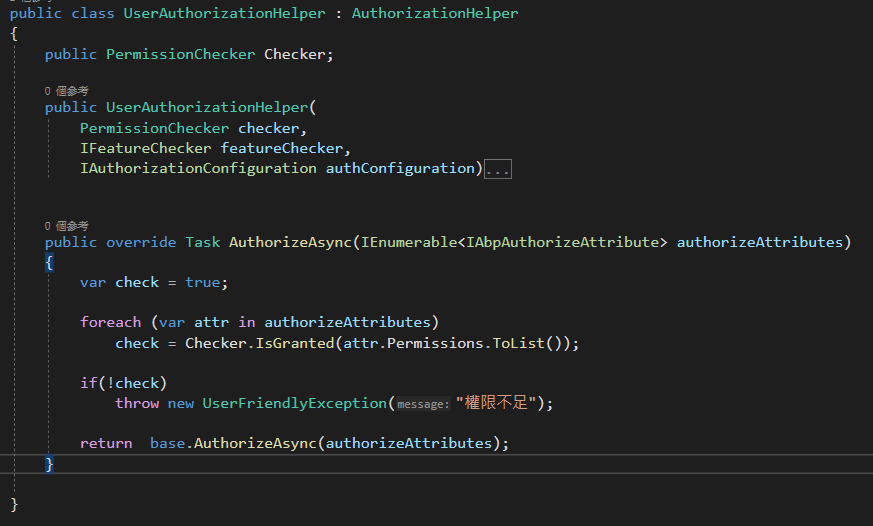 public class UserAuthorizationHelper : AuthorizationHelper
{
public PermissionChecker Checker;
0 個參考
public UserAuthorizationHelper(
PermissionChecker checker,
IFeatureChecker featureChecker,
IAuthorizationConfiguration authConfiguration)...
0 個參考
public override Task AuthorizeAsync(IEnumerable<IAbpAuthorizeAttribute> authorizeAttributes)
{
var check = true;
foreach (var attr in authorizeAttributes)
check = Checker.IsGranted(attr.Permissions.ToList());
if(!check)
throw new UserFriendlyException(message: "權限不足");
return  base.AuthorizeAsync(authorizeAttributes);
}
}